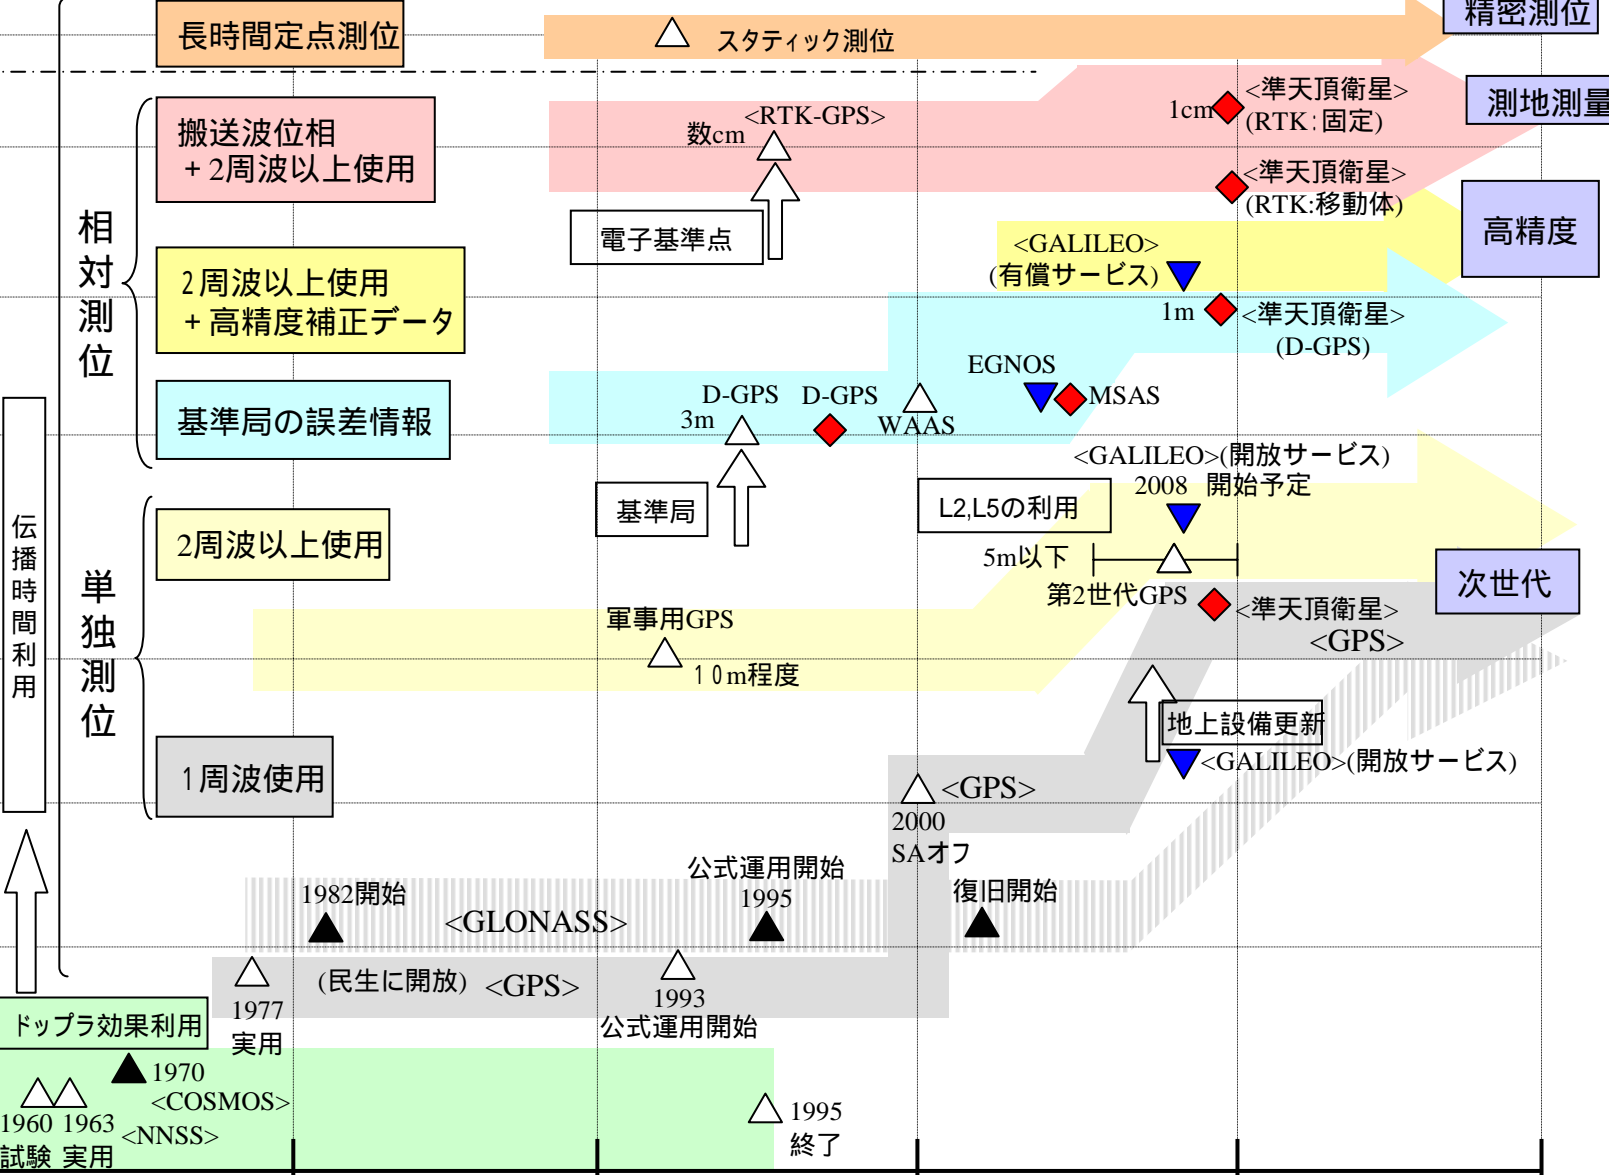 長時間定点測位
スタティック測位
精密測位
搬送波位相
+2周波以上使用
数cm
<RTK-GPS>
1cm
<準天頂衛星>
(RTK:固定)
測地測量
<準天頂衛星>
(RTK:移動体)
電子基準点
高精度
相対測位
2周波以上使用
+高精度補正データ
<GALILEO>
(有償サービス)
1m
<準天頂衛星>
(D-GPS)
基準局の誤差情報
3m
D-GPS
D-GPS
WAAS
EGNOS
MSAS
基準局
<GALILEO>(開放サービス)
2008 開始予定
L2,L5の利用
5m以下
第2世代GPS
<準天頂衛星>
<GPS>
次世代
伝播時間利用
単独測位
2周波以上使用
軍事用GPS
10m程度
地上設備更新
<GALILEO>(開放サービス)
1周波使用
<GPS>
2000
SAオフ
1982開始
<GLONASS>
公式運用開始
1995
復旧開始
(民生に開放)
<GPS>
1977
実用
1993
公式運用開始
ドップラ効果利用
1970
<COSMOS>
1960 1963
<NNSS>
試験 実用
1995
終了